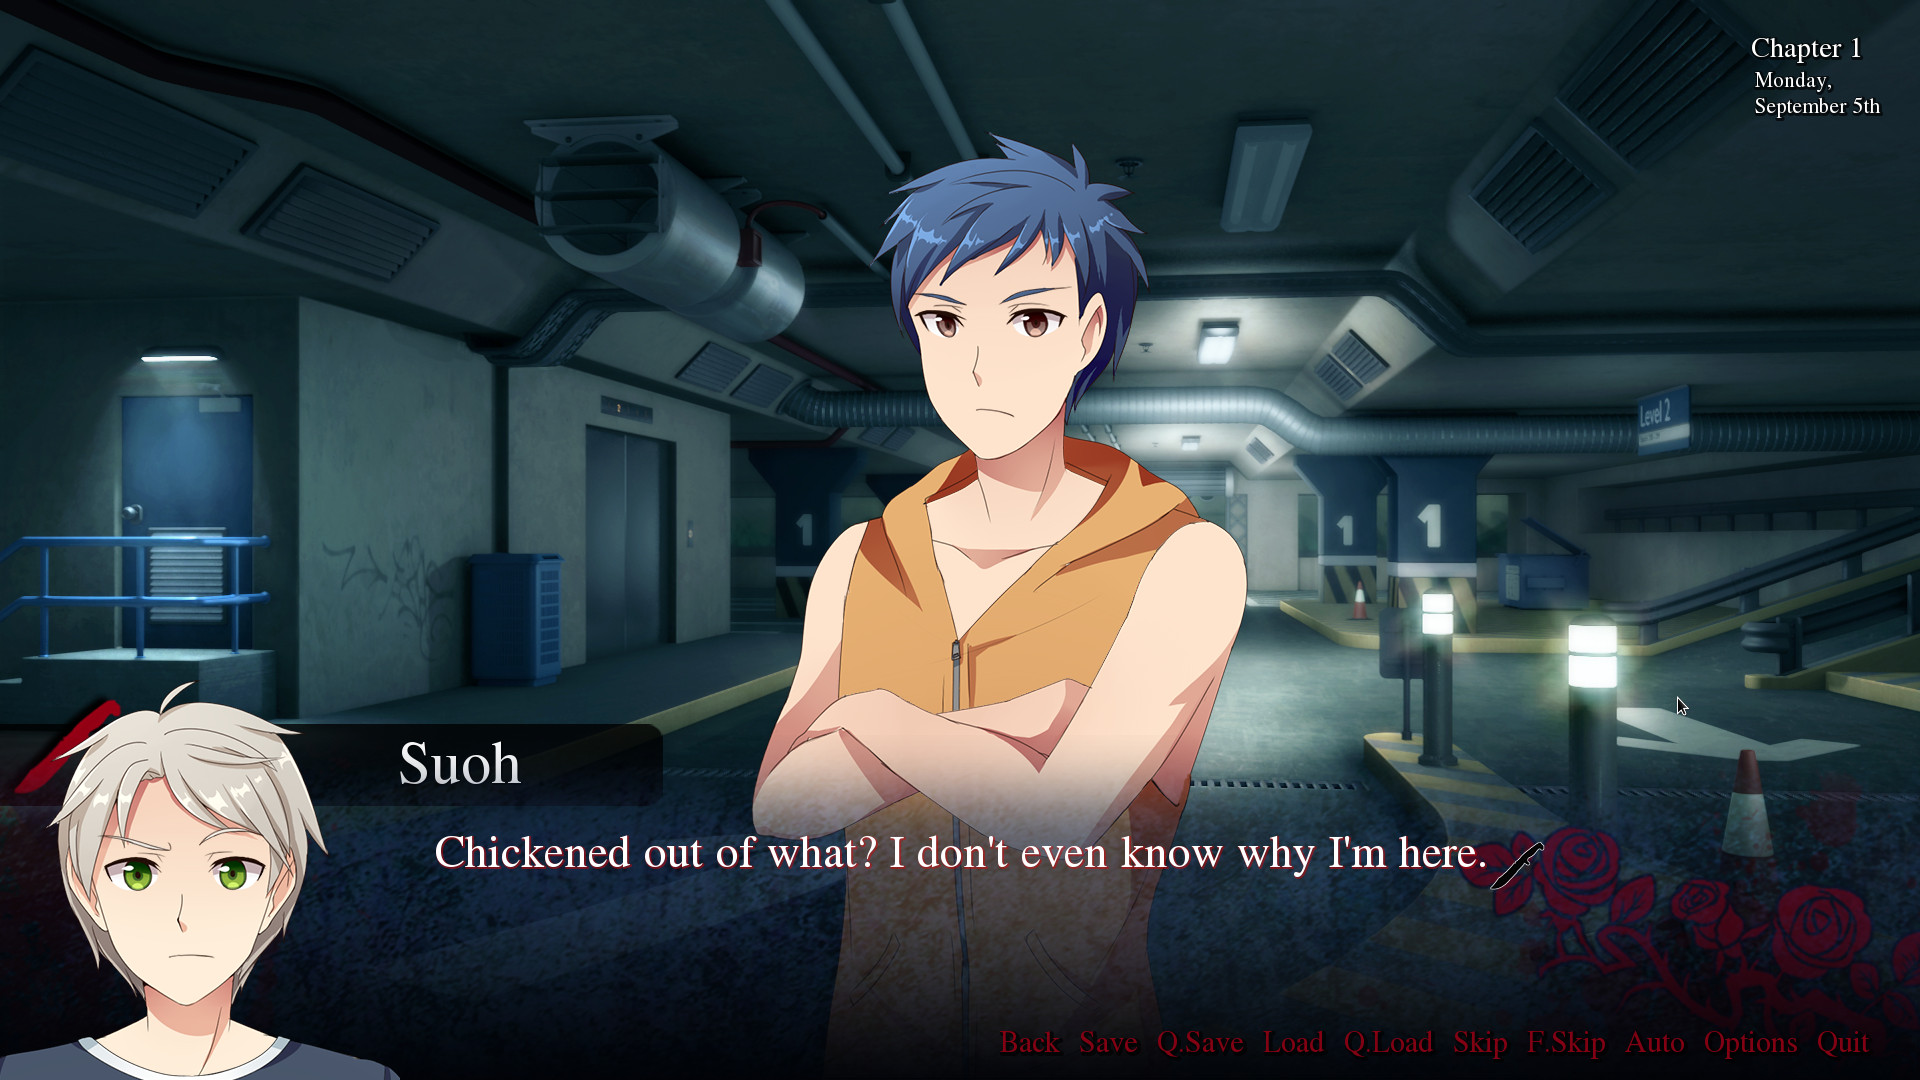 Chapter 1
Monday,
September 5th
Level 2
1
1
1
Suoh
Chickened out of what? I don't even know why I'm here.
Back Save Q.Save Load Q.Load Skip F.Skip Auto Options Quit